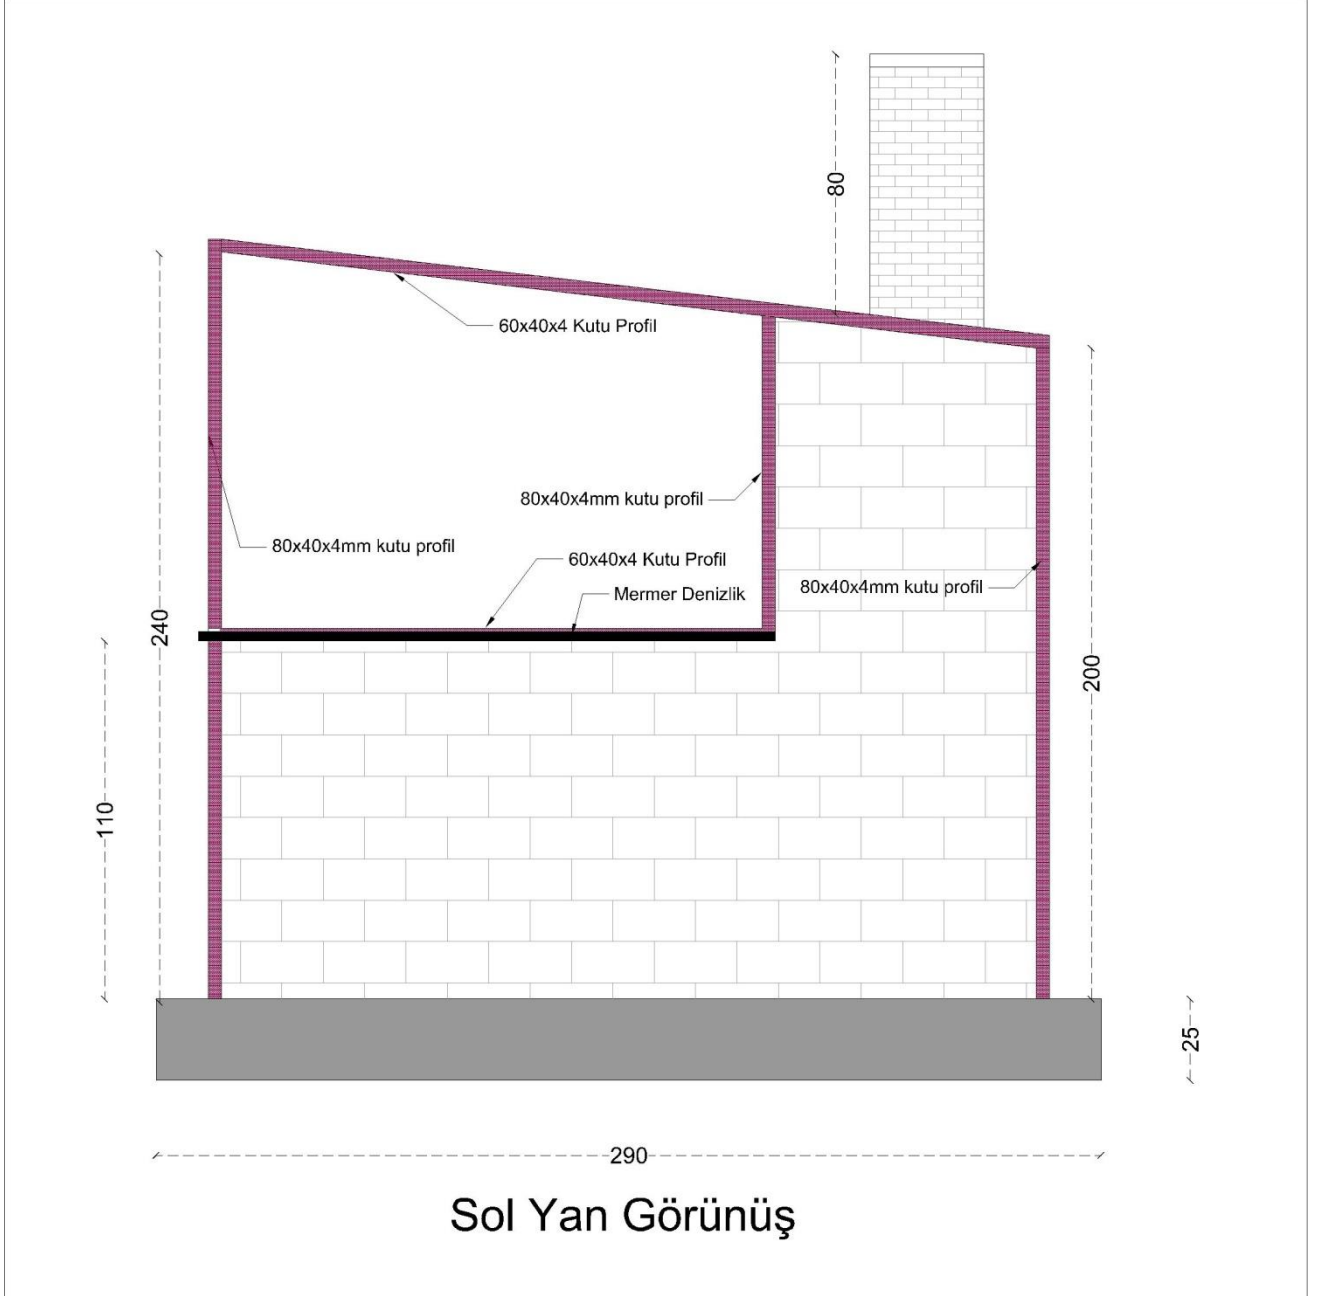 80
60x40x4 Kutu Profil
80x40x4mm kutu profil
80x40x4mm kutu profil
60x40x4 Kutu Profil
80x40x4mm kutu profil
Mermer Denizlik
240
200
110
25
290
Sol Yan Görünüş